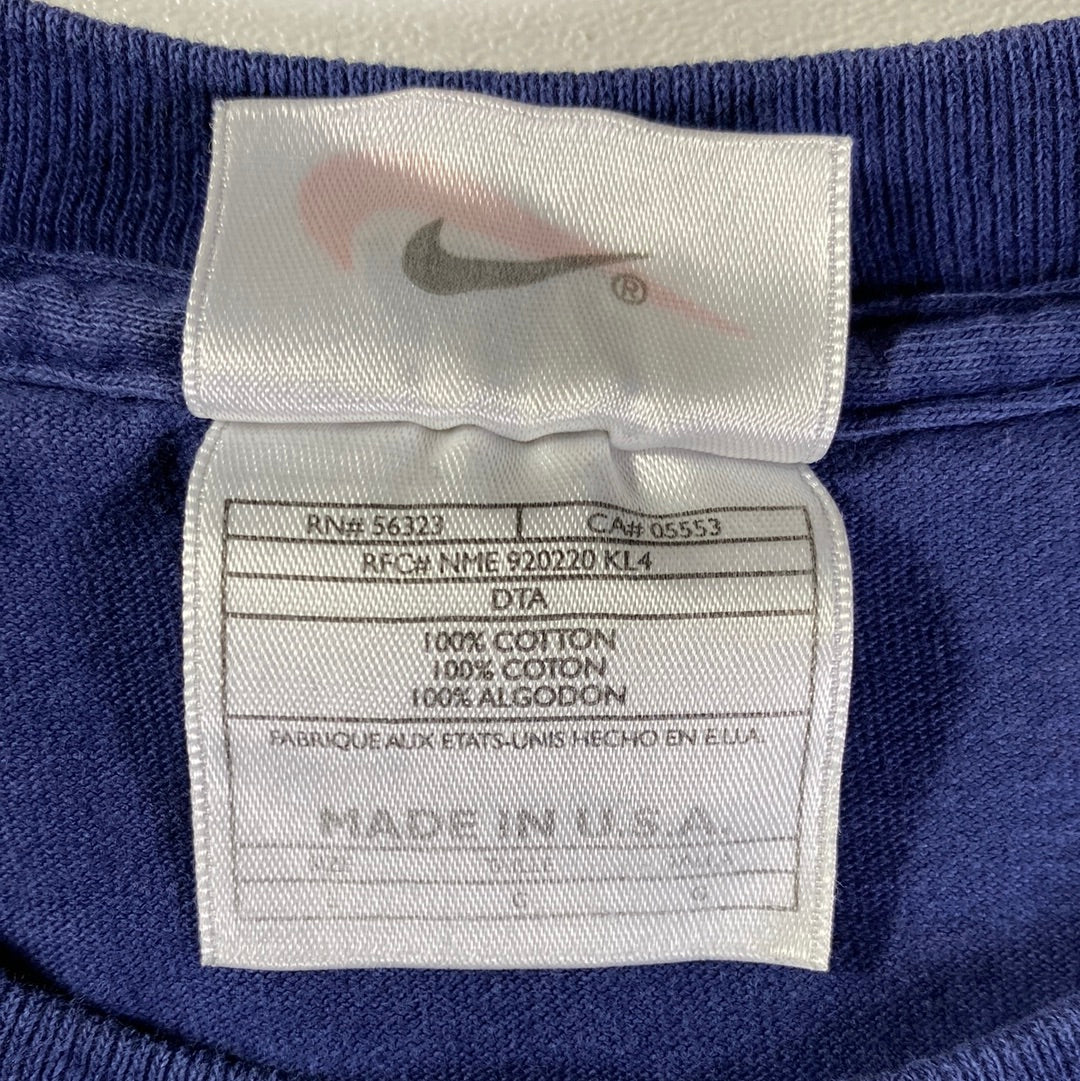 ®
RN# 56323 CA# 05553
RFC# NME 920220 KL4
DTA
100% COTTON
100% COTON
100% ALGODON
FABRIQUE AUX ETATS-UNIS HECHO EN E.U.A.
MADE IN U.S.A.
G